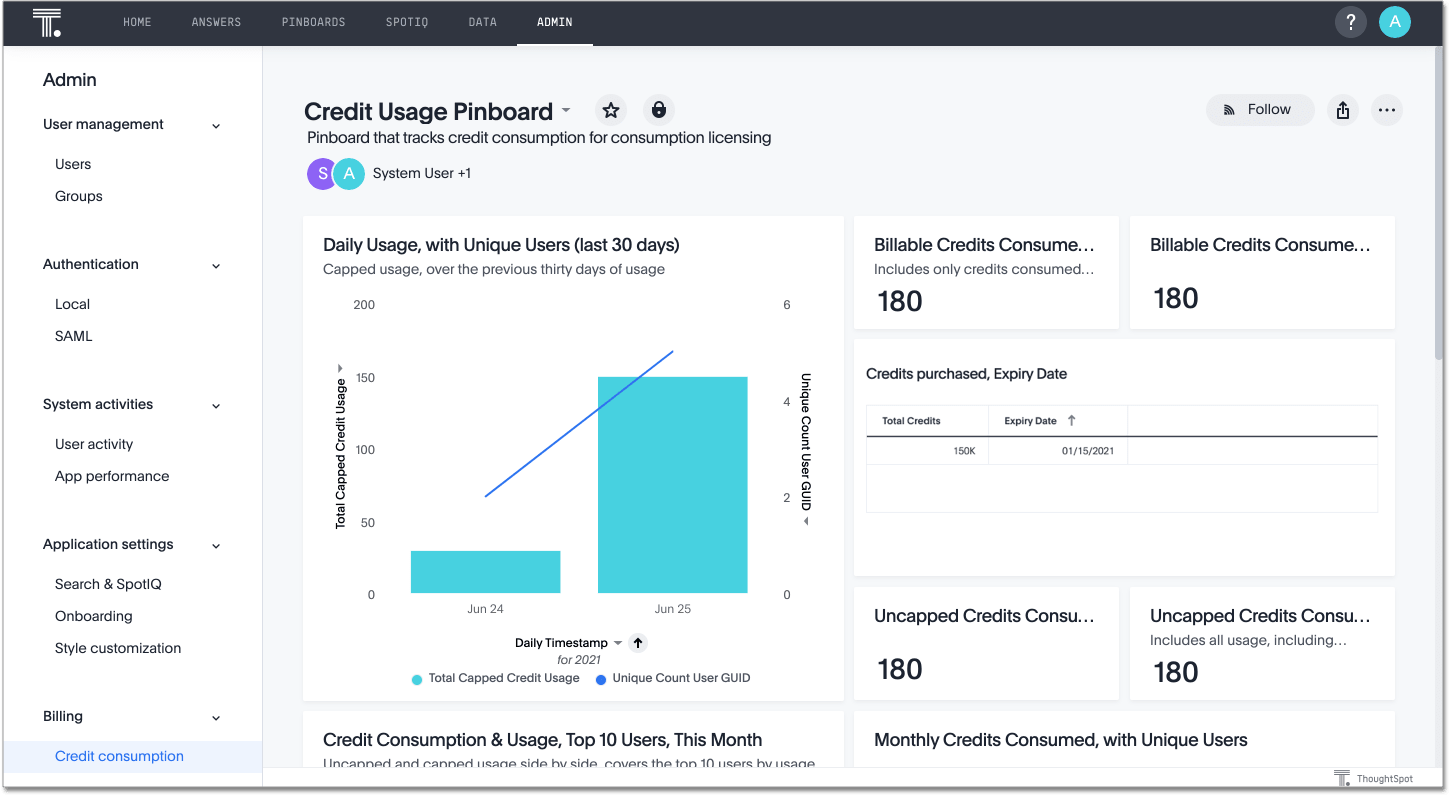 HOME ANSWERS PINBOARDS SPOTIQ DATA ADMIN ? A
Admin
User management
Users
Groups
Authentication
Local
SAML
System activities
User activity
App performance
Application settings
Search & SpotIQ
Onboarding
Style customization
Billing
Credit consumption
Credit Usage Pinboard
Follow
Pinboard that tracks credit consumption for consumption licensing
S A System User +1
Daily Usage, with Unique Users (last 30 days)
Capped usage, over the previous thirty days of usage
200
150
100
50
0
Total Capped Credit Usage
6
4
2
0
Unique Count User GUID
Jun 24 Jun 25
Daily Timestamp
for 2021
Total Capped Credit Usage Unique Count User GUID
Billable Credits Consume...
Includes only credits consumed...
180
Billable Credits Consume...
180
Credits purchased, Expiry Date
Total Credits Expiry Date
150K 01/15/2021
Uncapped Credits Consu...
180
Uncapped Credits Consu...
Includes all usage, including...
180
Credit Consumption & Usage, Top 10 Users, This Month
Uncapped and capped usage side by side, covers the top 10 users by usage
Monthly Credits Consumed, with Unique Users
ThoughtSpot